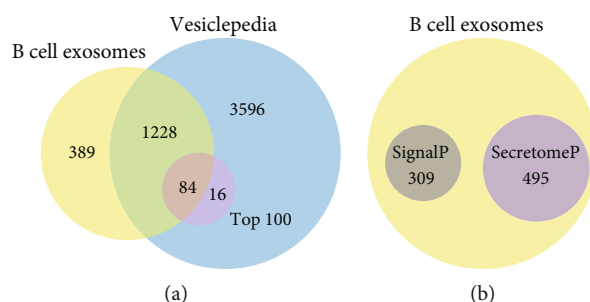 Vesiclepedia
B cell exosomes
389
1228
3596
84
16
Top 100
(a)
B cell exosomes
SignalP
309
SecretomeP
495
(b)